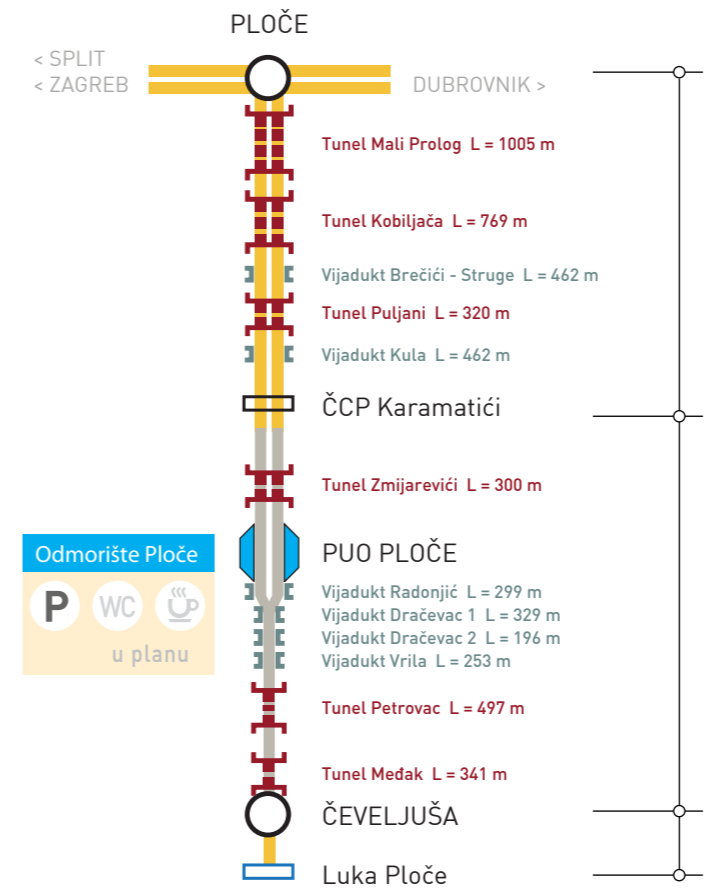 PLOČE
< SPLIT
< ZAGREB
DUBROVNIK >
Tunel Mali Prolog L = 1005 m
Tunel Kobiljača L = 769 m
Vijadukt Brečići - Struge L = 462 m
Tunel Puljani L = 320 m
Vijadukt Kula L = 462 m
ČCP Karamatići
Tunel Zmijarevići L = 300 m
Odmorište Ploče
P WC
u planu
PUO PLOČE
Vijadukt Radonjić L = 299 m
Vijadukt Dračevac 1 L = 329 m
Vijadukt Dračevac 2 L = 196 m
Vijadukt Vrila L = 253 m
Tunel Petrovac L = 497 m
Tunel Međak L = 341 m
ČEVELJUŠA
Luka Ploče